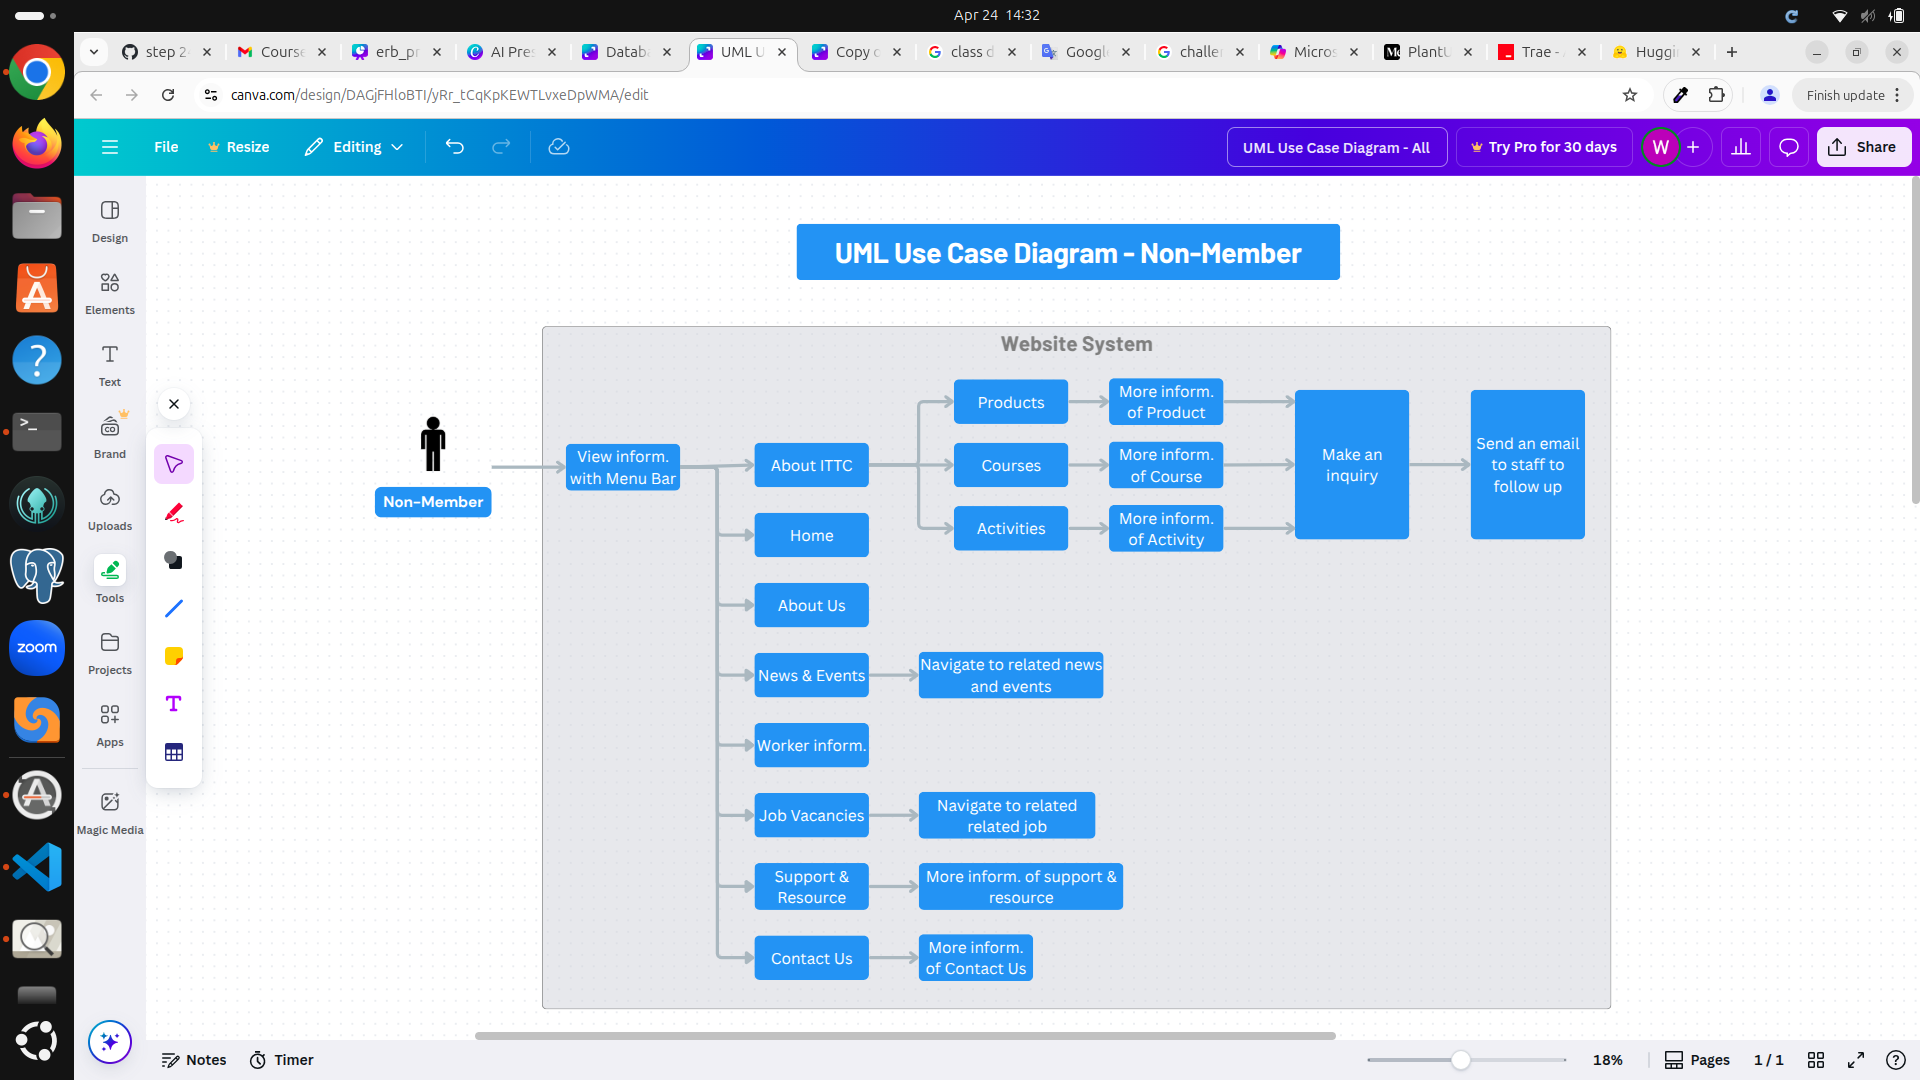 Apr 24 14:32
step 2
Course
erb_pr
AI Pres
Datab
UML U
Copy o
class d
Google
challe
Micros
PlantU
Trae -
Huggi
canva.com/design/DAGjFHloBTI/yRr_tCqKpKEWTLvxeDpWMA/edit
Finish update
File
Resize
Editing
UML Use Case Diagram - All
Try Pro for 30 days
W
Share
Design
Elements
Text
Brand
Uploads
Tools
Projects
Apps
Magic Media
zoom
UML Use Case Diagram - Non-Member
Website System
Non-Member
View inform.
with Menu Bar
About ITTC
Home
About Us
News & Events
Worker inform.
Job Vacancies
Support &
Resource
Contact Us
Products
Courses
Activities
More inform.
of Product
More inform.
of Course
More inform.
of Activity
Make an
inquiry
Send an email
to staff to
follow up
Navigate to related news
and events
Navigate to related
related job
More inform. of support &
resource
More inform.
of Contact Us
Notes
Timer
18%
Pages
1 / 1